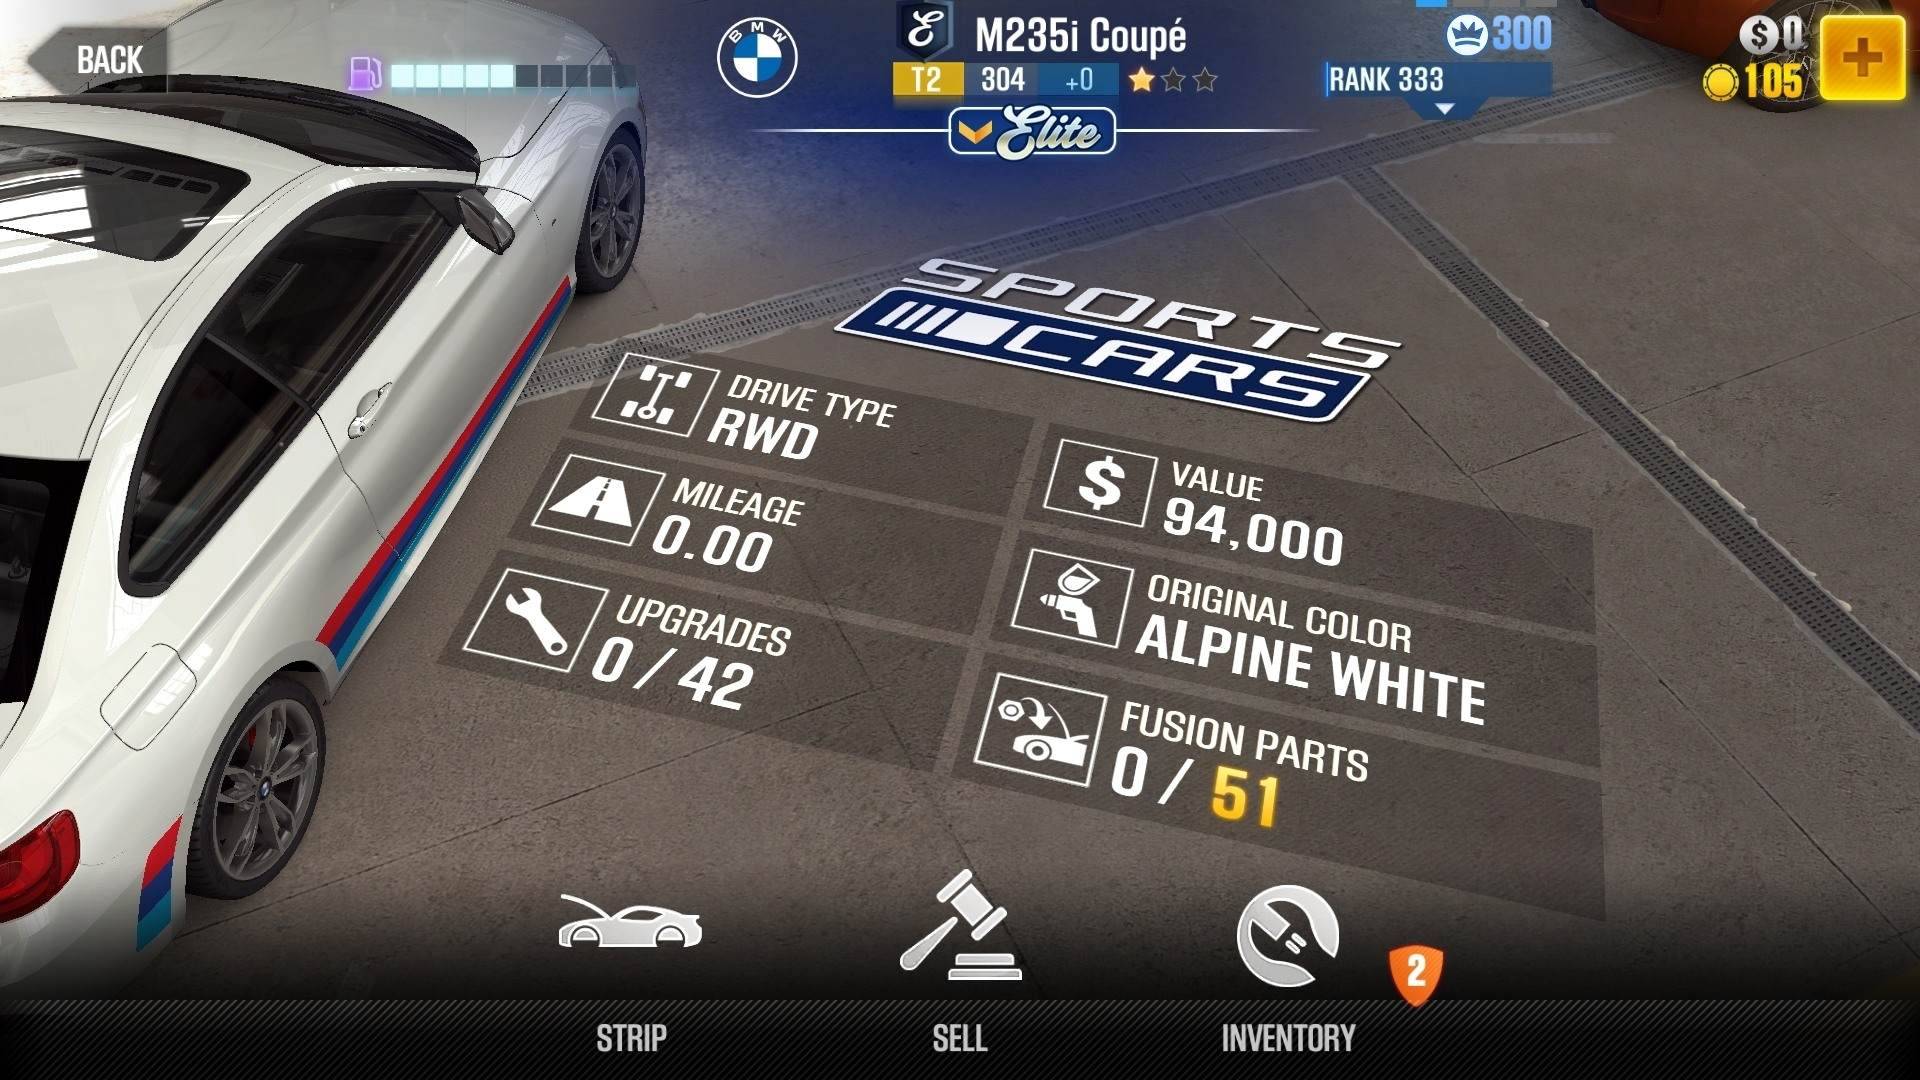 BACK
BMW
M235i Coupé
T2 304 +0
Elite
300
RANK 333
$ 0
105
SPORTS
CARS
DRIVE TYPE
RWD
MILEAGE
0.00
UPGRADES
0 / 42
$ VALUE
94,000
ORIGINAL COLOR
ALPINE WHITE
FUSION PARTS
0 / 51
2
STRIP
SELL
INVENTORY